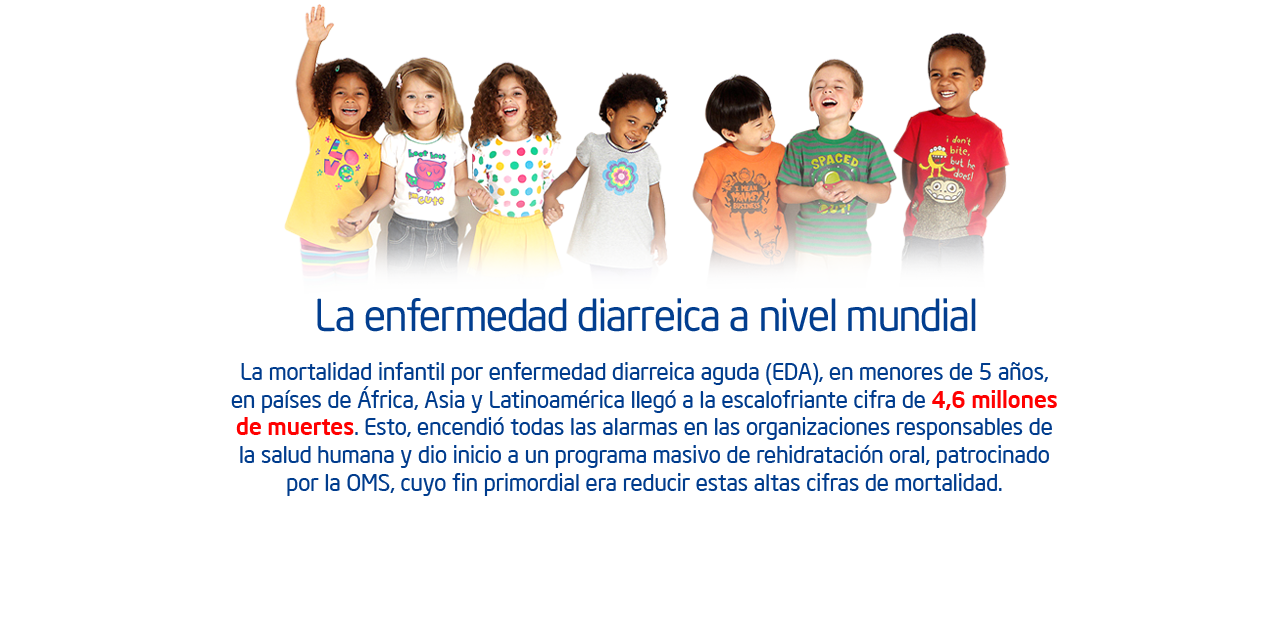 LOVE
hoot hoot
i'm cute
I MEAN
MONKEY
BUSINESS
SPACED
OUT!
i don't
bite,
but he
does!
La enfermedad diarreica a nivel mundial
La mortalidad infantil por enfermedad diarreica aguda (EDA), en menores de 5 años,
en países de África, Asia y Latinoamérica llegó a la escalofriante cifra de 4,6 millones
de muertes. Esto, encendió todas las alarmas en las organizaciones responsables de
la salud humana y dio inicio a un programa masivo de rehidratación oral, patrocinado
por la OMS, cuyo fin primordial era reducir estas altas cifras de mortalidad.